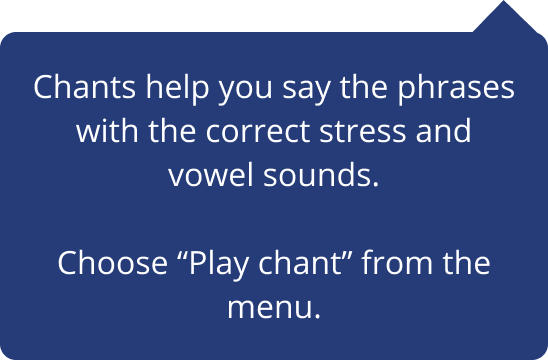 Chants help you say the phrases
with the correct stress and
vowel sounds.
Choose “Play chant” from the
menu.